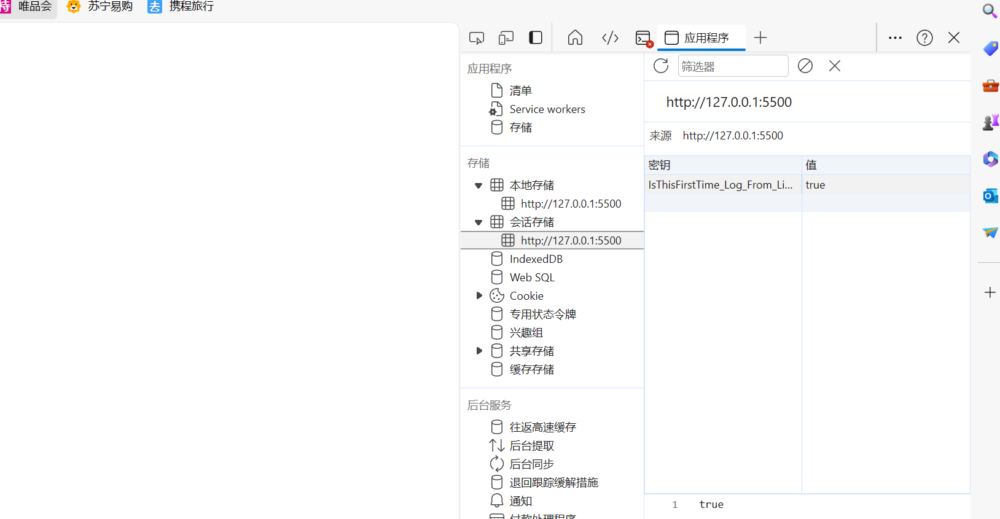 唯品会 苏宁易购 携程旅行
应用程序
应用程序
清单
Service workers
存储
存储
本地存储
http://127.0.0.1:5500
会话存储
http://127.0.0.1:5500
IndexedDB
Web SQL
Cookie
专用状态令牌
兴趣组
共享存储
缓存存储
后台服务
往返高速缓存
后台提取
后台同步
退回跟踪缓解措施
通知
付款处理程序
筛选器
http://127.0.0.1:5500
来源 http://127.0.0.1:5500
密钥 值
IsThisFirstTime_Log_From_Li... true
1 true